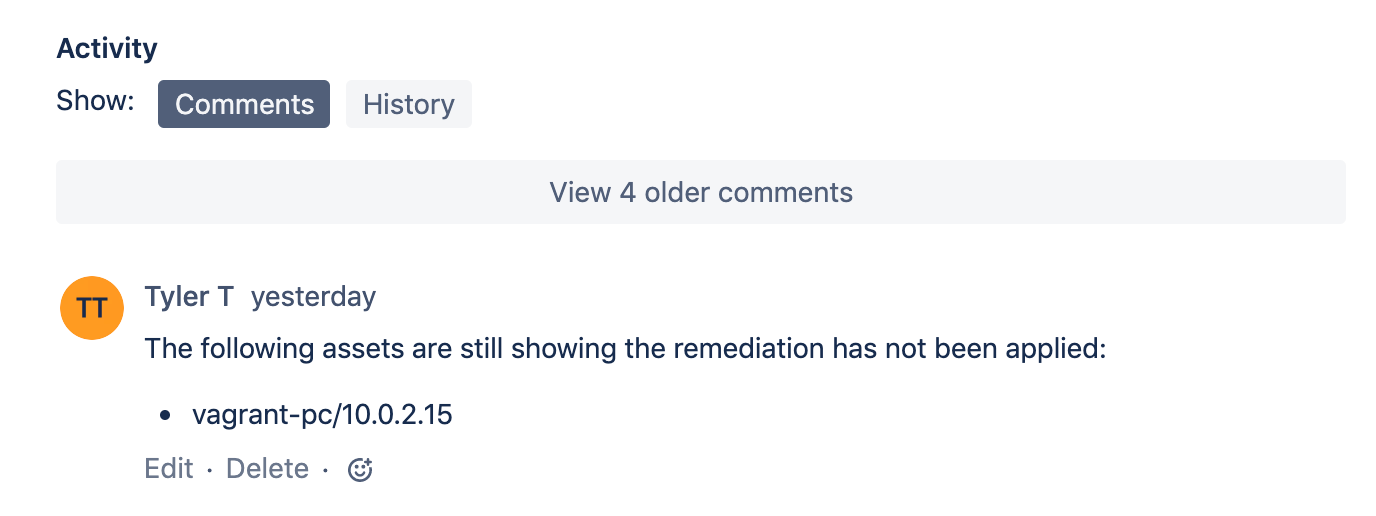 Activity
Show: Comments History
View 4 older comments
TT Tyler T yesterday
The following assets are still showing the remediation has not been applied:
• vagrant-pc/10.0.2.15
Edit · Delete ·